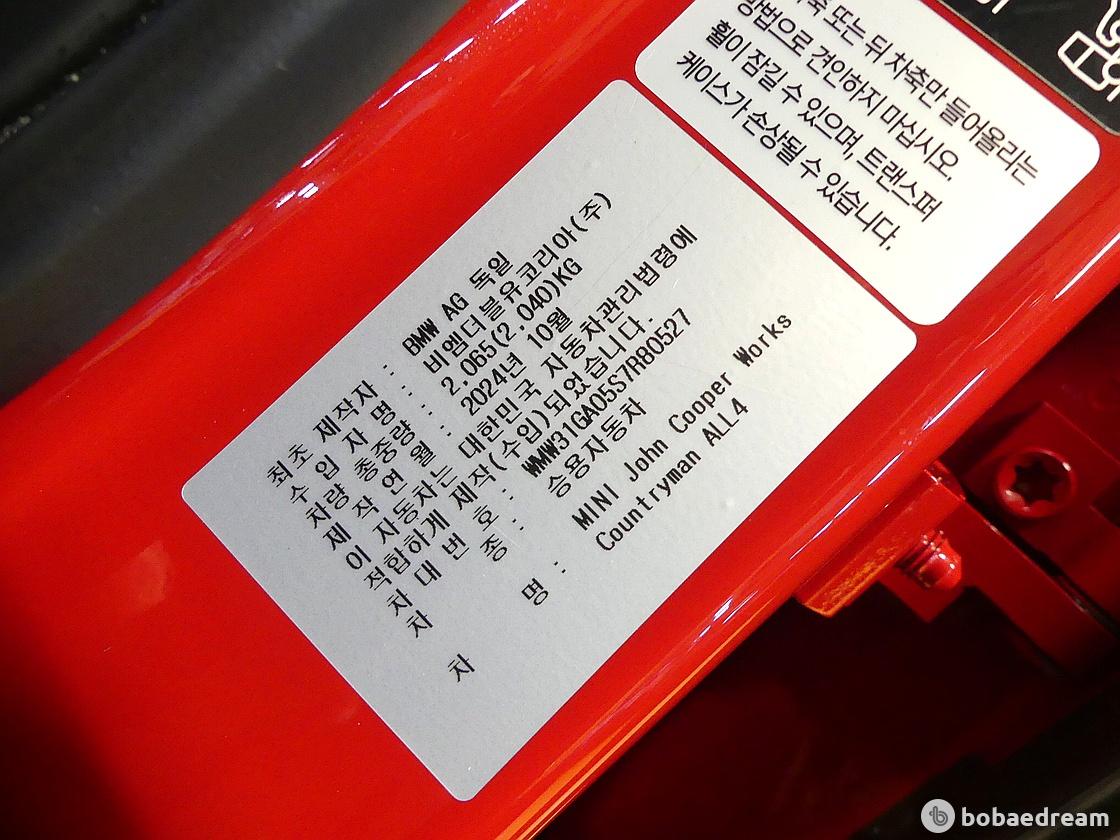 축 또는 뒤 차축만 들어올리는
방법으로 견인하지 마십시오
휠이 잠길 수 있으며, 트랜스퍼
케이스가 손상될 수 있습니다.
최초 제작자 : BMW AG 독일
수 입 자 명 : 비엠더블유코리아(주)
차량 총중량 : 2,065(2,040)KG
제 작 연 월 : 2024년 10월
이 자동차는 대한민국 자동차관리법령에
적합하게 제작(수입)되었습니다.
차 대 번 호 : WMW31GA05S7R80527
차 종 : 승용자동차
차 명 : MINI John Cooper Works
Countryman ALL4
bobaedream